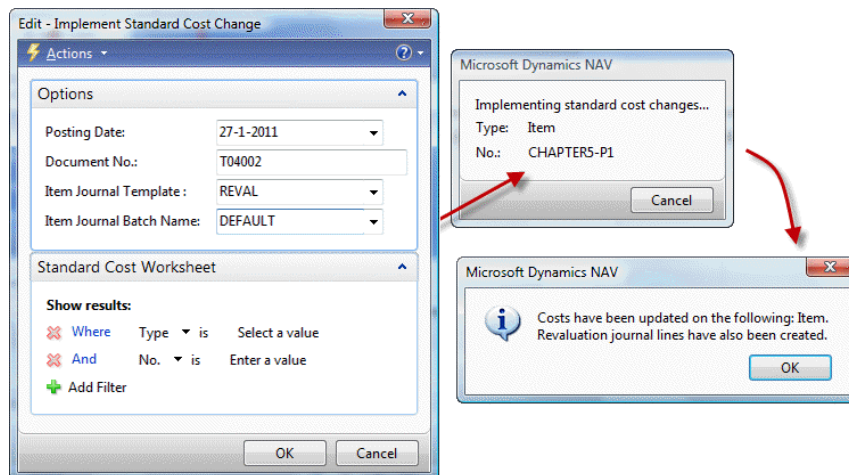 Edit - Implement Standard Cost Change
Actions
Options
Posting Date: 27-1-2011
Document No.: T04002
Item Journal Template : REVAL
Item Journal Batch Name: DEFAULT
Standard Cost Worksheet
Show results:
Where Type is Select a value
And No. is Enter a value
Add Filter
OK Cancel
Microsoft Dynamics NAV
Implementing standard cost changes...
Type: Item
No.: CHAPTER5-P1
Cancel
Microsoft Dynamics NAV
Costs have been updated on the following: Item.
Revaluation journal lines have also been created.
OK